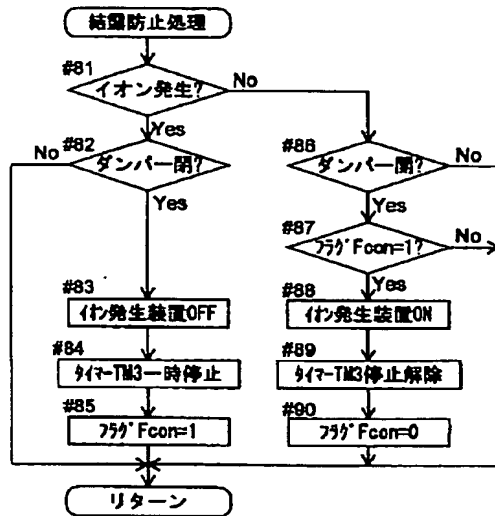 結露防止処理
#81
イオン発生?
No
Yes
#82
No
ダンパー閉?
Yes
#83
イオン発生装置OFF
#84
タイマーTM3一時停止
#85
フラグFcon=1
#86
ダンパー開?
No
Yes
#87
フラグFcon=1?
No
Yes
#88
イオン発生装置ON
#89
タイマーTM3停止解除
#90
フラグFcon=0
リターン